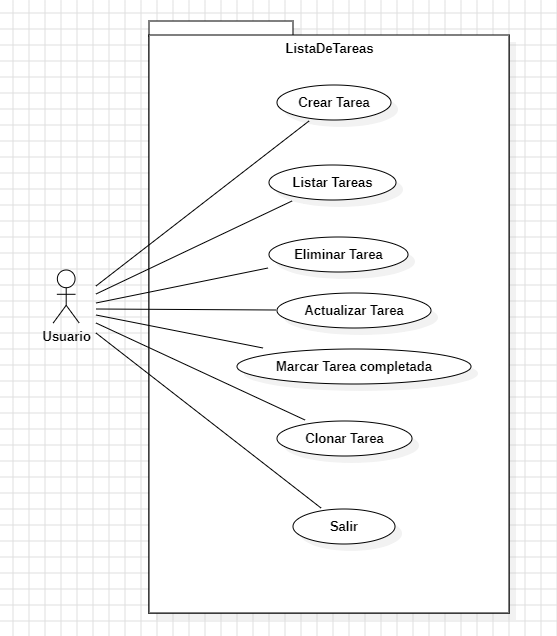 ListaDeTareas
Crear Tarea
Listar Tareas
Eliminar Tarea
Actualizar Tarea
Usuario
Marcar Tarea completada
Clonar Tarea
Salir